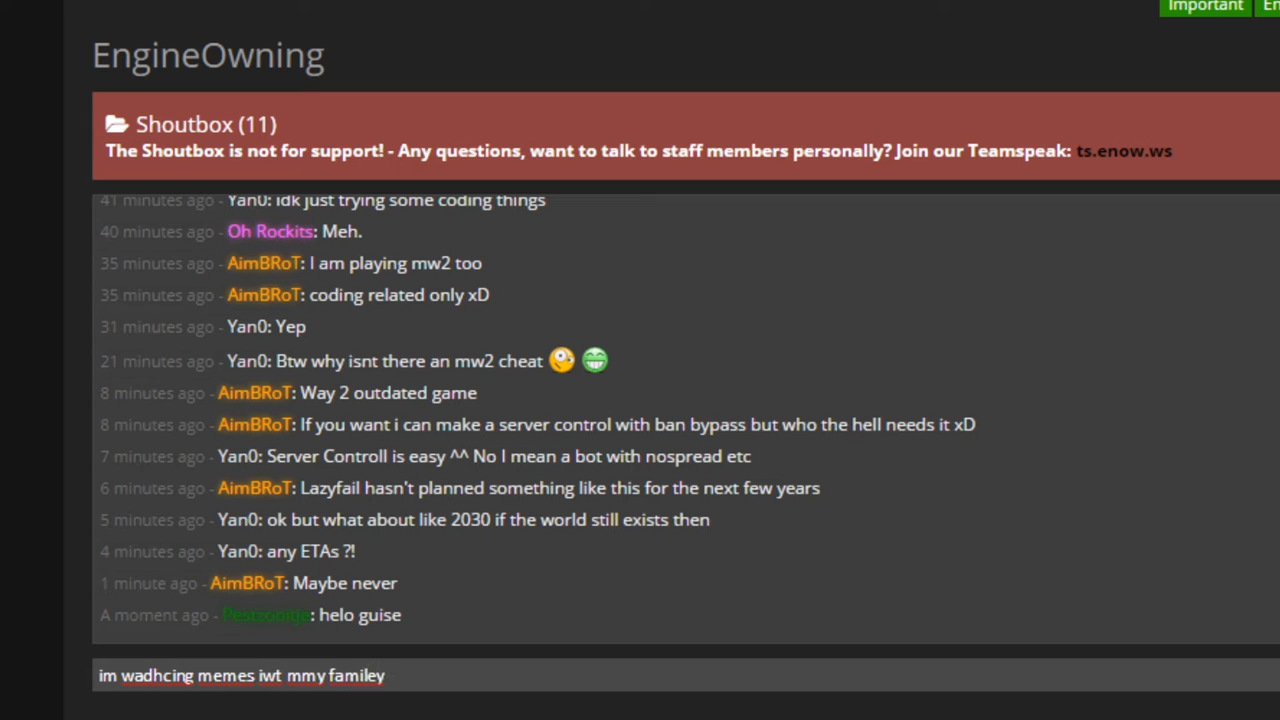 Important
EngineOwning
Shoutbox (11)
The Shoutbox is not for support! - Any questions, want to talk to staff members personally? Join our Teamspeak: ts.enow.ws
41 minutes ago - Yan0: idk just trying some coding things
40 minutes ago - Oh Rockits: Meh.
35 minutes ago - AimBRoT: I am playing mw2 too
35 minutes ago - AimBRoT: coding related only xD
31 minutes ago - Yan0: Yep
21 minutes ago - Yan0: Btw why isnt there an mw2 cheat
8 minutes ago - AimBRoT: Way 2 outdated game
8 minutes ago - AimBRoT: If you want i can make a server control with ban bypass but who the hell needs it xD
7 minutes ago - Yan0: Server Controll is easy ^^ No I mean a bot with nospread etc
6 minutes ago - AimBRoT: Lazyfail hasn't planned something like this for the next few years
5 minutes ago - Yan0: ok but what about like 2030 if the world still exists then
4 minutes ago - Yan0: any ETAs ?!
1 minute ago - AimBRoT: Maybe never
A moment ago - Pestzooitje: helo guise
im wadhcing memes iwt mmy familey